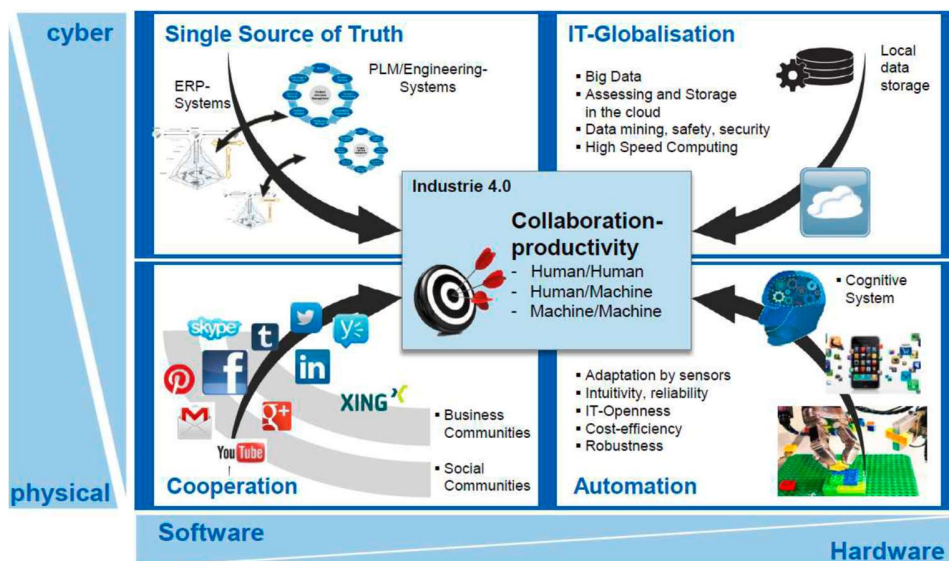 cyber
physical
Single Source of Truth
ERP-
Systems
PLM/Engineering-
Systems
IT-Globalisation
▪ Big Data
▪ Assessing and Storage
in the cloud
▪ Data mining, safety, security
▪ High Speed Computing
Local
data
storage
Industrie 4.0
Collaboration-
productivity
- Human/Human
- Human/Machine
- Machine/Machine
skype
t
f
in
XING
M
g+
You Tube
▪ Business
Communities
▪ Social
Communities
Cooperation
▪ Cognitive
System
▪ Adaptation by sensors
▪ Intuitivity, reliability
▪ IT-Openness
▪ Cost-efficiency
▪ Robustness
Automation
Software
Hardware